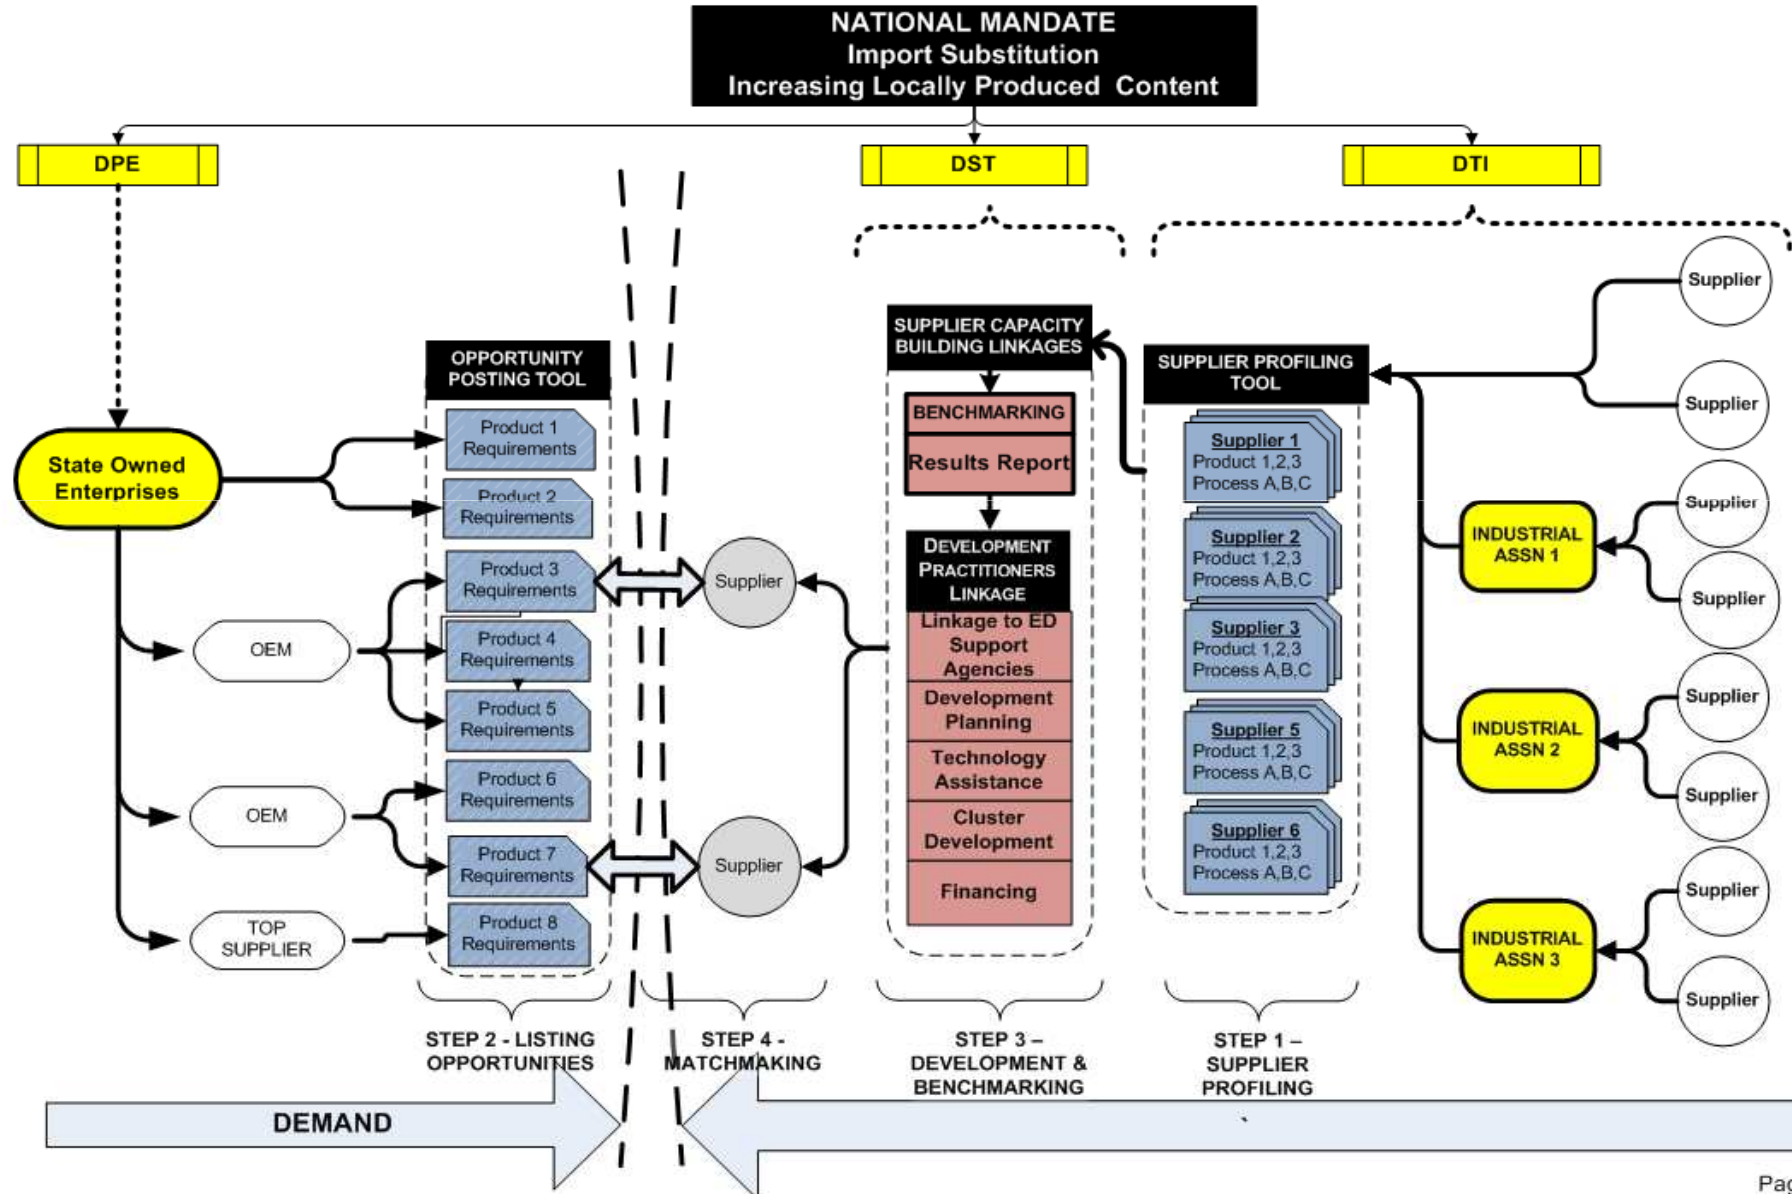 NATIONAL MANDATE
Import Substitution
Increasing Locally Produced Content
DPE
DST
DTI
State Owned
Enterprises
OEM
OEM
TOP
SUPPLIER
OPPORTUNITY
POSTING TOOL
Product 1
Requirements
Product 2
Requirements
Product 3
Requirements
Product 4
Requirements
Product 5
Requirements
Product 6
Requirements
Product 7
Requirements
Product 8
Requirements
Supplier
Supplier
SUPPLIER CAPACITY
BUILDING LINKAGES
BENCHMARKING
Results Report
DEVELOPMENT
PRACTITIONERS
LINKAGE
Linkage to ED
Support
Agencies
Development
Planning
Technology
Assistance
Cluster
Development
Financing
SUPPLIER PROFILING
TOOL
Supplier 1
Product 1,2,3
Process A,B,C
Supplier 2
Product 1,2,3
Process A,B,C
Supplier 3
Product 1,2,3
Process A,B,C
Supplier 5
Product 1,2,3
Process A,B,C
Supplier 6
Product 1,2,3
Process A,B,C
INDUSTRIAL
ASSN 1
INDUSTRIAL
ASSN 2
INDUSTRIAL
ASSN 3
Supplier
Supplier
Supplier
Supplier
Supplier
Supplier
Supplier
Supplier
STEP 2 - LISTING
OPPORTUNITIES
STEP 4 -
MATCHMAKING
STEP 3 –
DEVELOPMENT &
BENCHMARKING
STEP 1 –
SUPPLIER
PROFILING
DEMAND